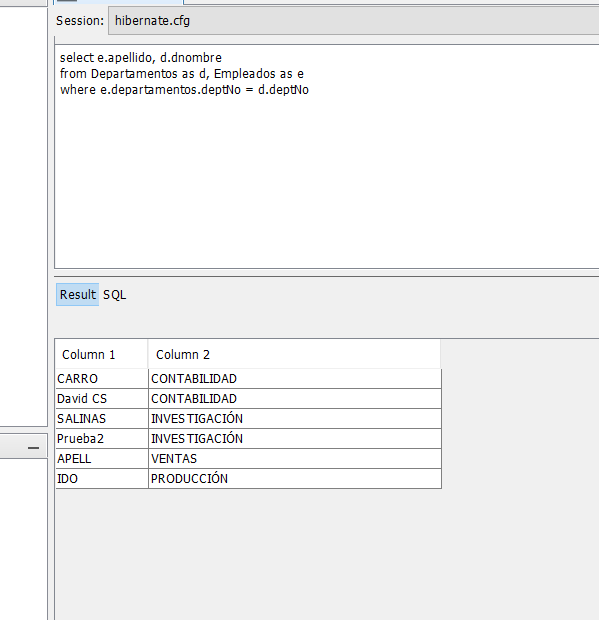 Session: hibernate.cfg
select e.apellido, d.dnombre
from Departamentos as d, Empleados as e
where e.departamentos.deptNo = d.deptNo
Result SQL
Column 1 Column 2
CARRO CONTABILIDAD
David CS CONTABILIDAD
SALINAS INVESTIGACIÓN
Prueba2 INVESTIGACIÓN
APELL VENTAS
IDO PRODUCCIÓN